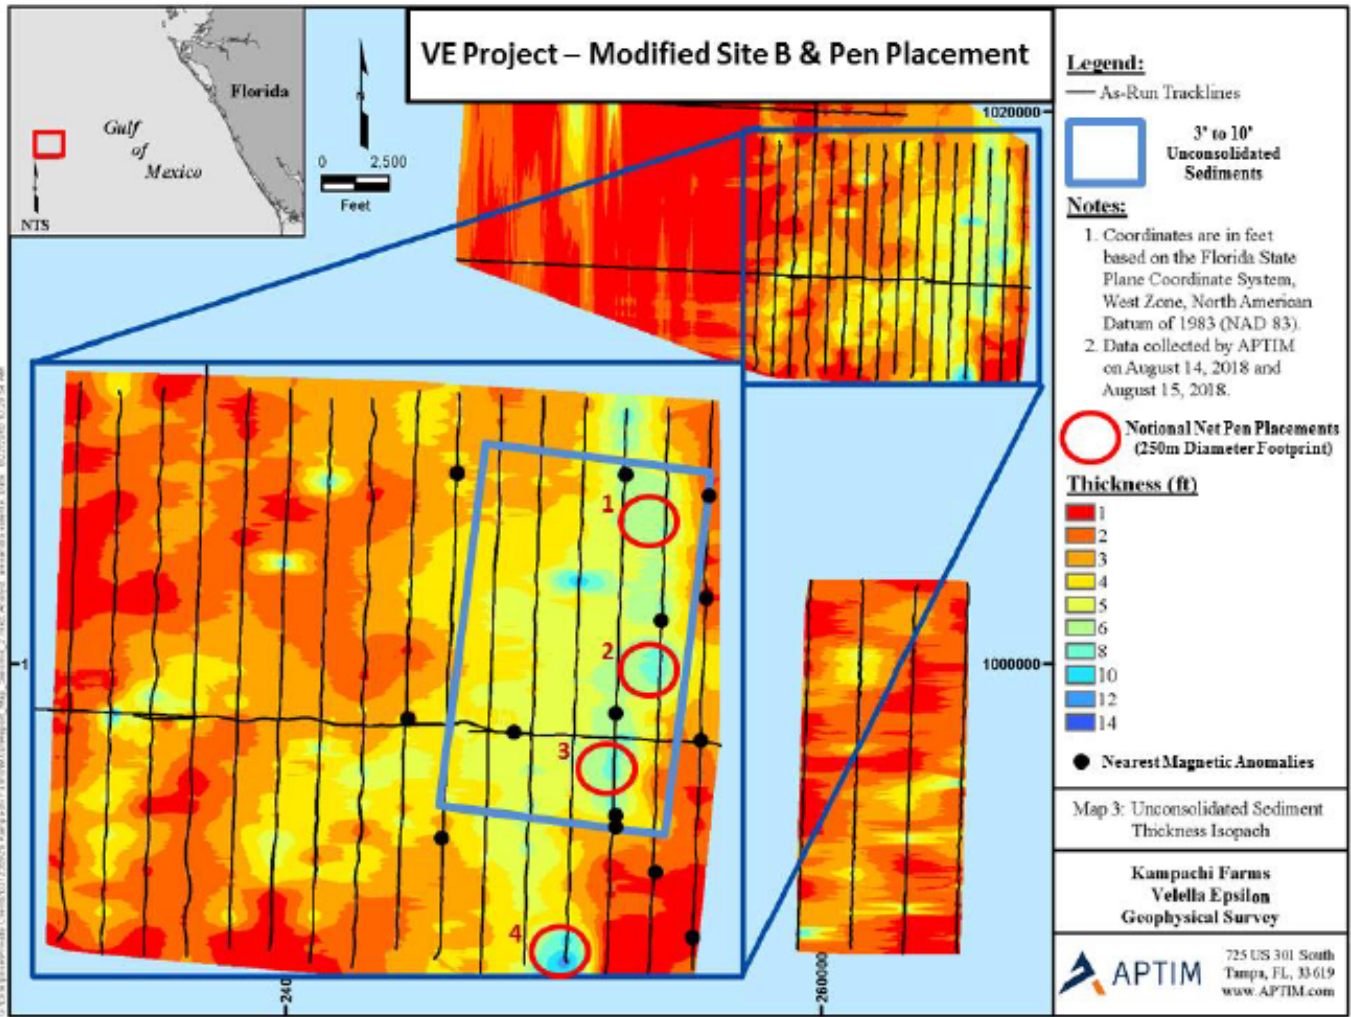 VE Project – Modified Site B & Pen Placement
Florida
Gulf
of
Mexico
NTS
N
0 2,500
Feet
1020000
1000000
1
240
260000
1
2
3
4
Legend:
As-Run Tracklines
3' to 10'
Unconsolidated
Sediments
Notes:
1. Coordinates are in feet
based on the Florida State
Plane Coordinate System,
West Zone, North American
Datum of 1983 (NAD 83).
2. Data collected by APTIM
on August 14, 2018 and
August 15, 2018.
Notional Net Pen Placements
(250m Diameter Footprint)
Thickness (ft)
1
2
3
4
5
6
8
10
12
14
Nearest Magnetic Anomalies
Map 3: Unconsolidated Sediment
Thickness Isopach
Kampachi Farms
Velella Epsilon
Geophysical Survey
APTIM
725 US 301 South
Tampa, FL, 33619
www.APTIM.com